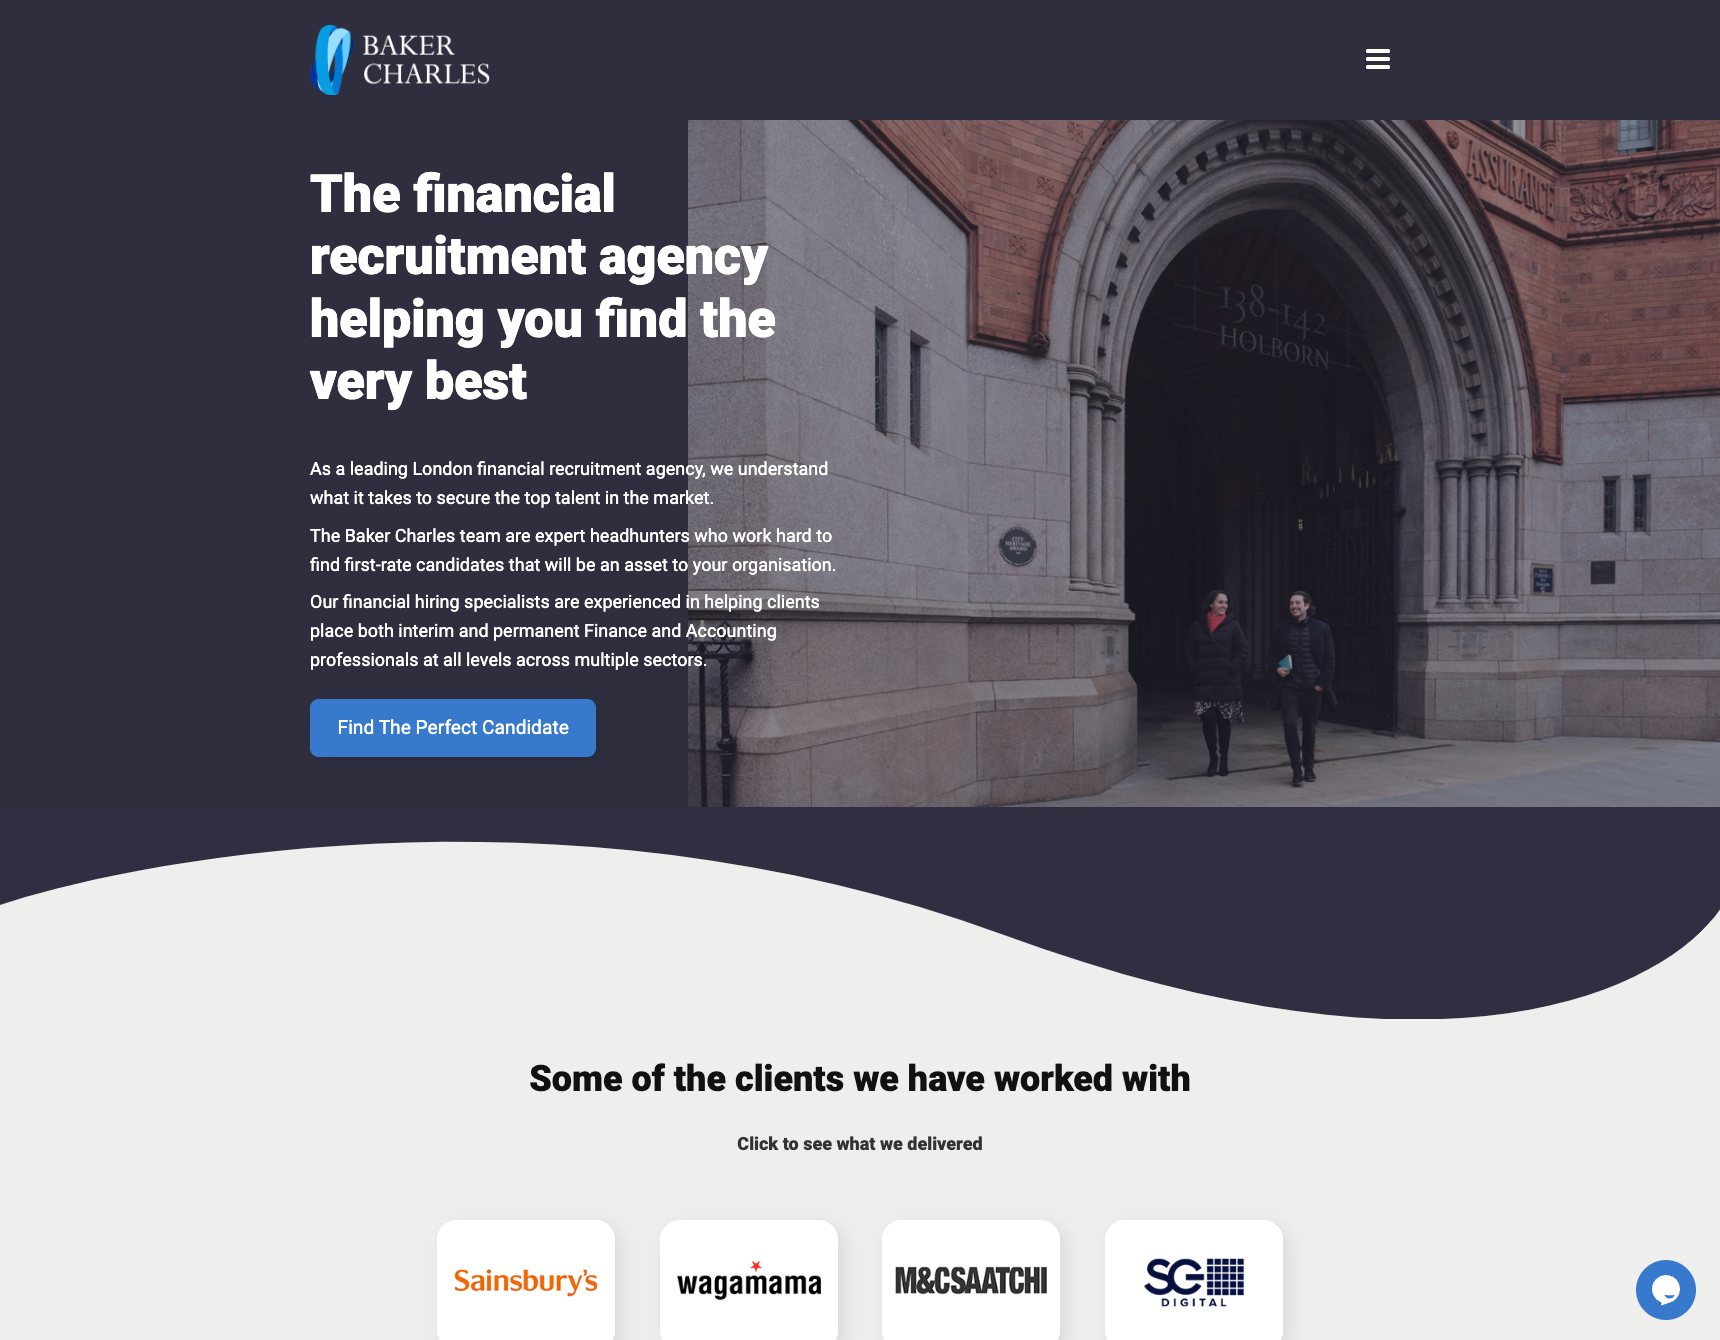 BAKER
CHARLES
The financial
recruitment agency
helping you find the
very best
As a leading London financial recruitment agency, we understand
what it takes to secure the top talent in the market.
The Baker Charles team are expert headhunters who work hard to
find first-rate candidates that will be an asset to your organisation.
Our financial hiring specialists are experienced in helping clients
place both interim and permanent Finance and Accounting
professionals at all levels across multiple sectors.
Find The Perfect Candidate
ASSURANCE
138-142
HOLBORN
CITY
HERITAGE
AWARD
Some of the clients we have worked with
Click to see what we delivered
Sainsbury's
wagamama
M&CSAATCHI
SG
DIGITAL